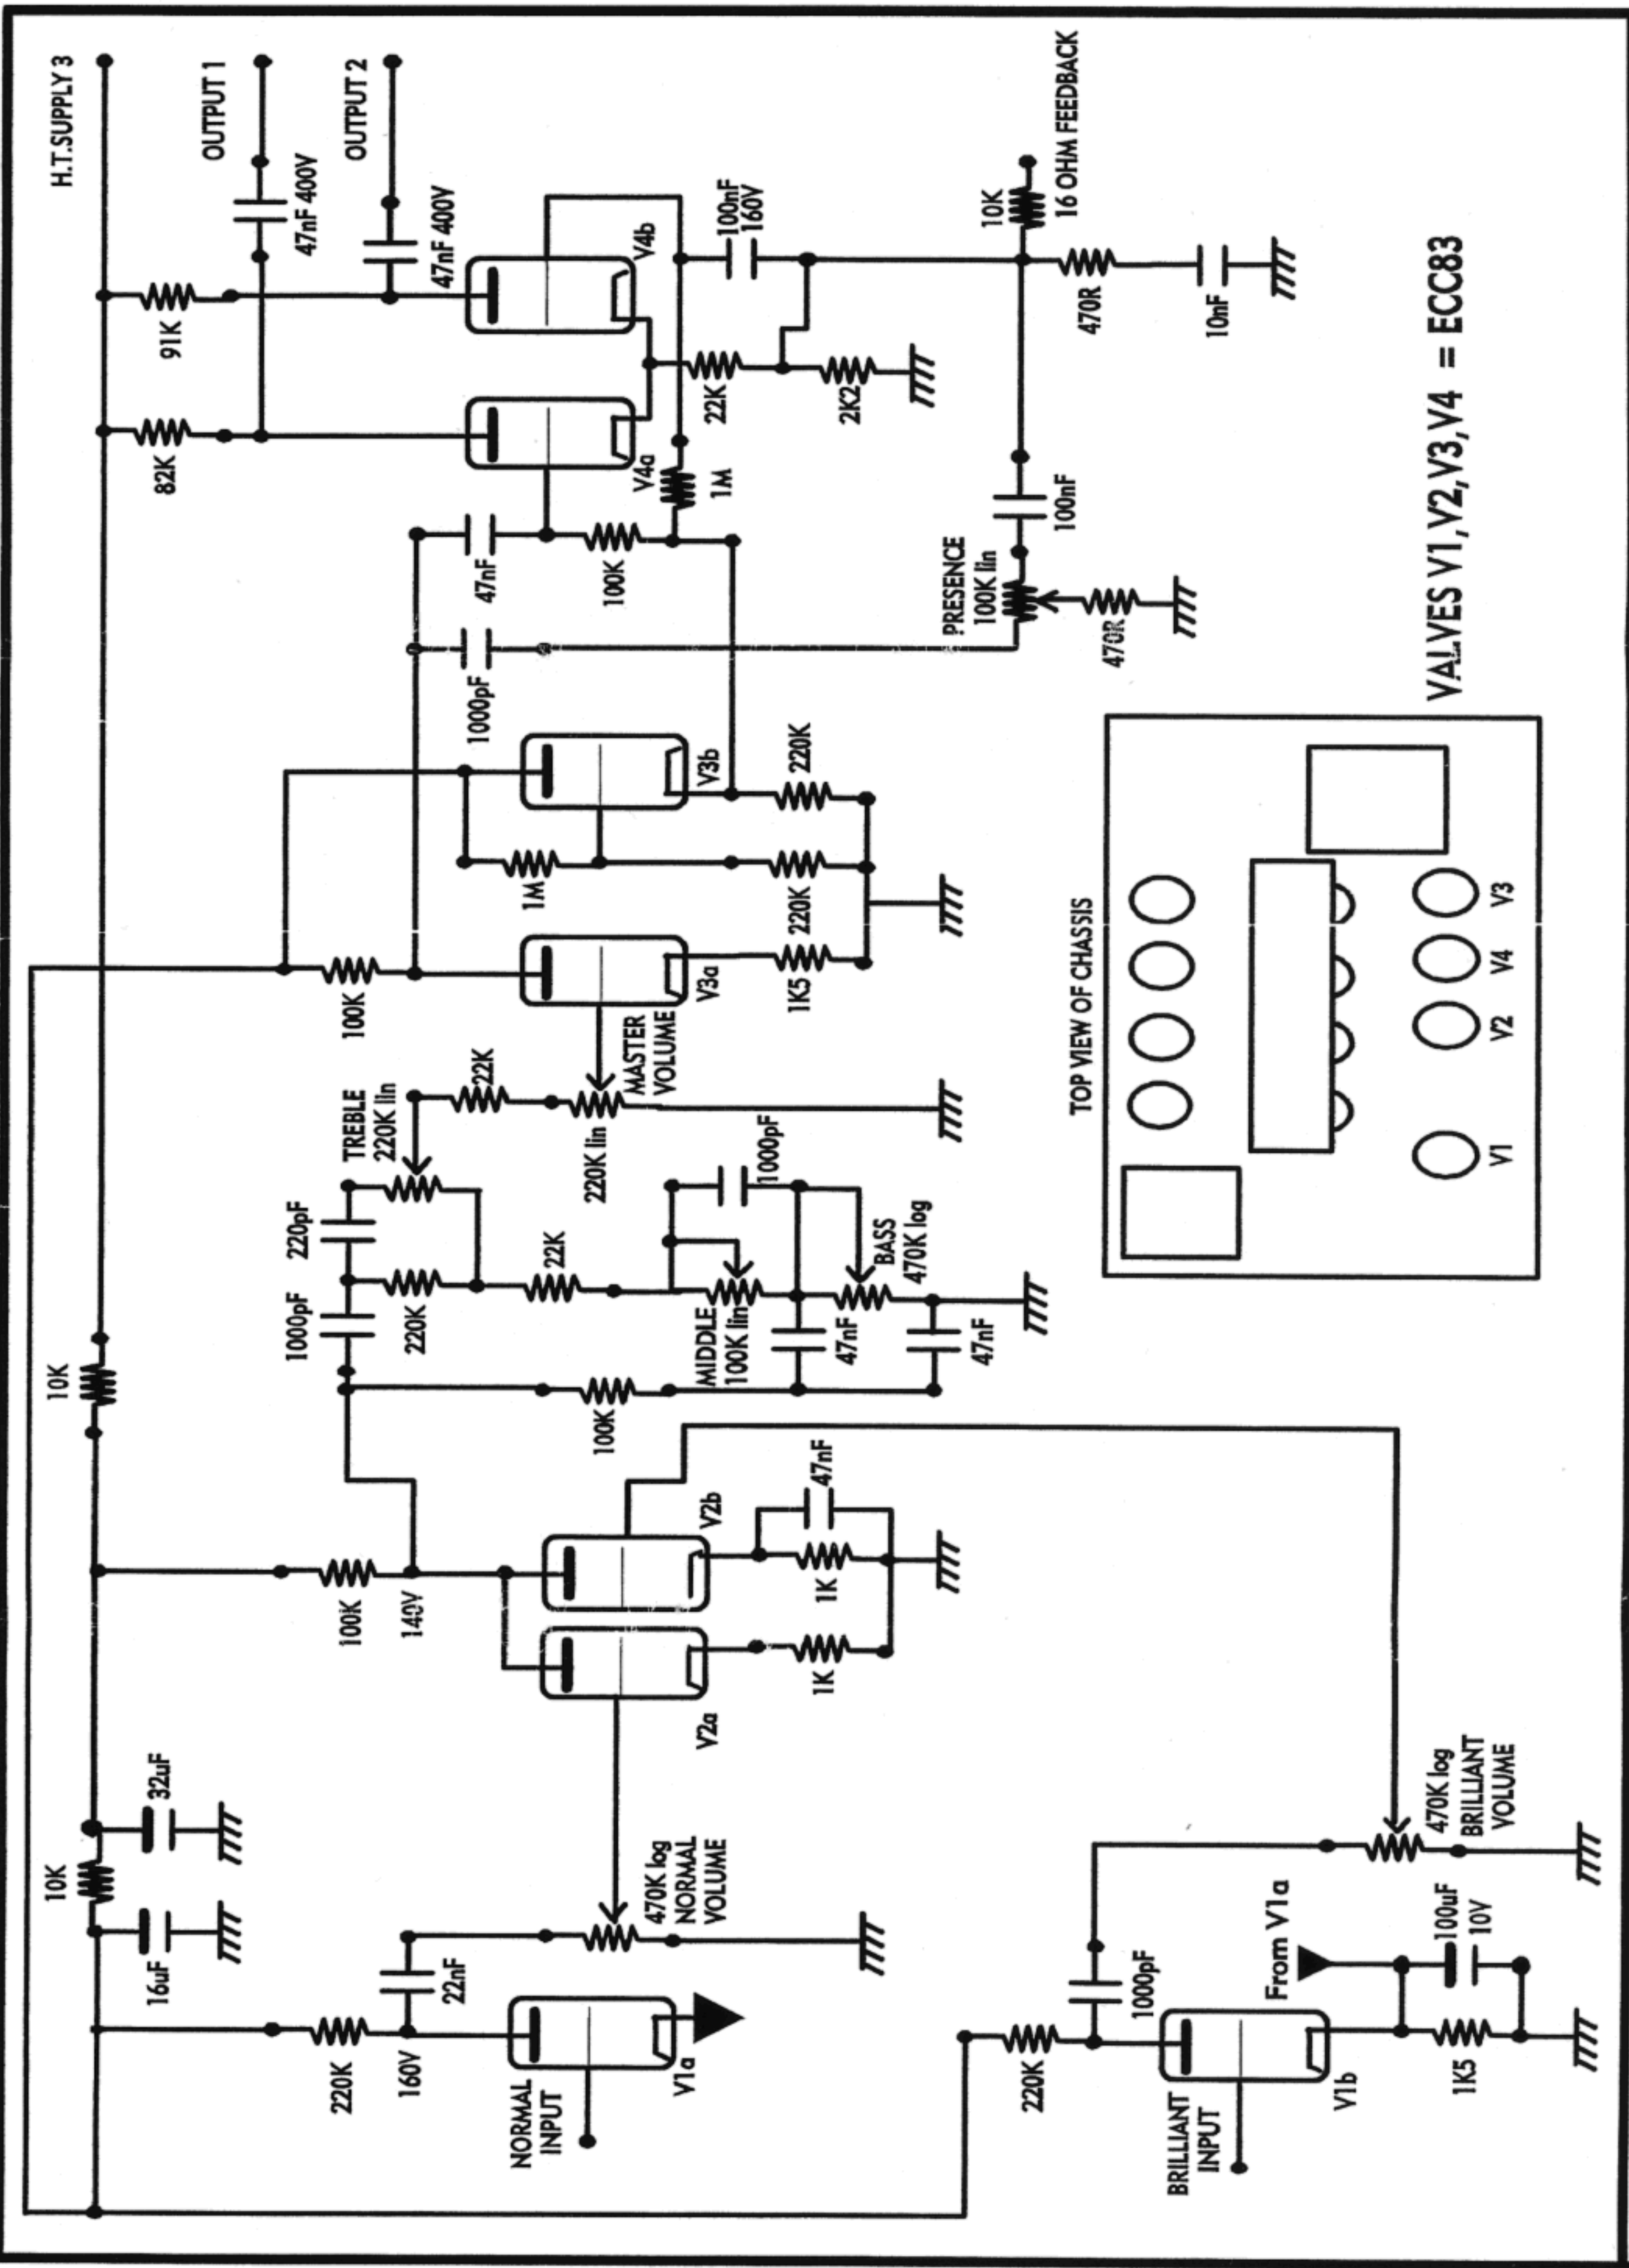 H.T.SUPPLY 3
OUTPUT 1
47nF 400V
OUTPUT 2
47nF 400V
91K
82K
V4b
V4a
100nF
160V
22K
2K2
1M
10K
16 OHM FEEDBACK
470R
10nF
47nF
100K
1000pF
PRESENCE
100K lin
100nF
470R
VALVES V1,V2,V3,V4 = ECC83
V3b
220K
1M
220K
100K
V3a
1K5
TREBLE
220K lin
22K
MASTER
VOLUME
220K lin
220pF
1000pF
220K
22K
1000pF
MIDDLE
100K lin
BASS
470K log
47nF
47nF
100K
10K
100K
140V
V2b
47nF
1K
V2a
1K
32uF
10K
16uF
470K log
NORMAL
VOLUME
22nF
220K
160V
NORMAL
INPUT
V1a
470K log
BRILLIANT
VOLUME
1000pF
From V1a
100uF
10V
220K
BRILLIANT
INPUT
V1b
1K5
TOP VIEW OF CHASSIS
V1
V2
V4
V3